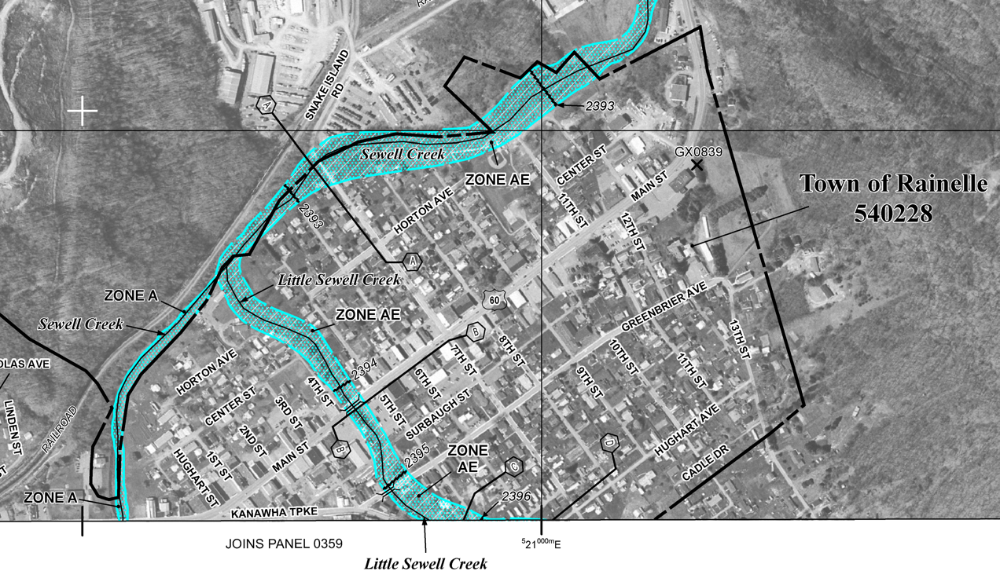 SNAKE ISLAND
RD
A
2393
Sewell Creek
ZONE AE
GX0839
CENTER ST
MAIN ST
Town of Rainelle
540228
11TH ST
12TH ST
HORTON AVE
2393
A
Little Sewell Creek
ZONE A
60
ZONE AE
Sewell Creek
GREENBRIER AVE
B
8TH ST
7TH ST
13TH ST
10TH ST
11TH ST
OLAS AVE
HORTON AVE
2494
6TH ST
9TH ST
4TH ST
CENTER ST
3RD ST
5TH ST
SURBAUGH ST
LINDEN ST
RAILROAD
2ND ST
MAIN ST
HUGHART AVE
B
ZONE
AE
D
CADLE DR
1ST ST
HUGHART ST
2395
C
ST
ZONE A
2396
KANAWHA TPKE
JOINS PANEL 0359
521000mE
Little Sewell Creek